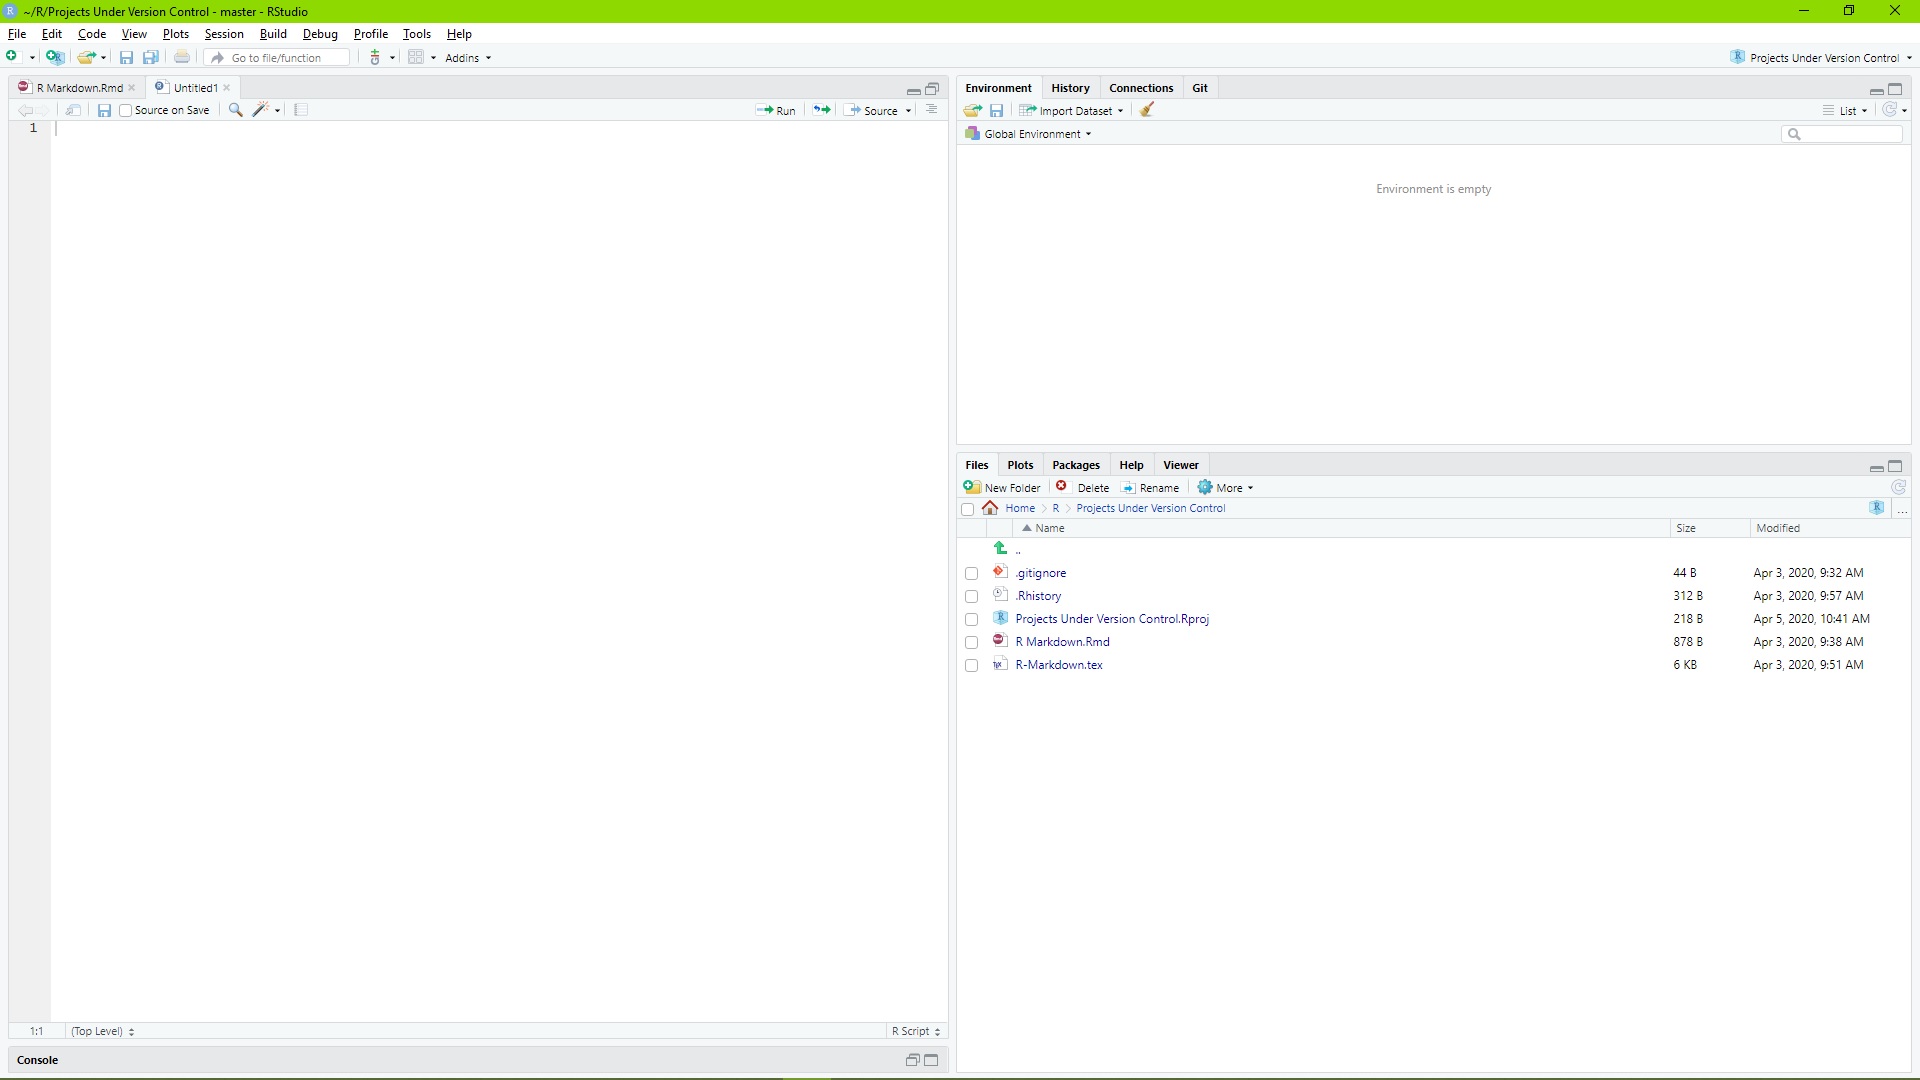 ~/R/Projects Under Version Control - master - RStudio
File Edit Code View Plots Session Build Debug Profile Tools Help
Go to file/function Addins Projects Under Version Control
R Markdown.Rmd Untitled1
Source on Save Run Source
1
1:1 (Top Level) R Script
Console
Environment History Connections Git
Import Dataset List
Global Environment
Environment is empty
Files Plots Packages Help Viewer
New Folder Delete Rename More
Home R Projects Under Version Control ...
Name Size Modified
..
.gitignore 44 B Apr 3, 2020, 9:32 AM
.Rhistory 312 B Apr 3, 2020, 9:57 AM
Projects Under Version Control.Rproj 218 B Apr 5, 2020, 10:41 AM
R Markdown.Rmd 878 B Apr 3, 2020, 9:38 AM
R-Markdown.tex 6 KB Apr 3, 2020, 9:51 AM